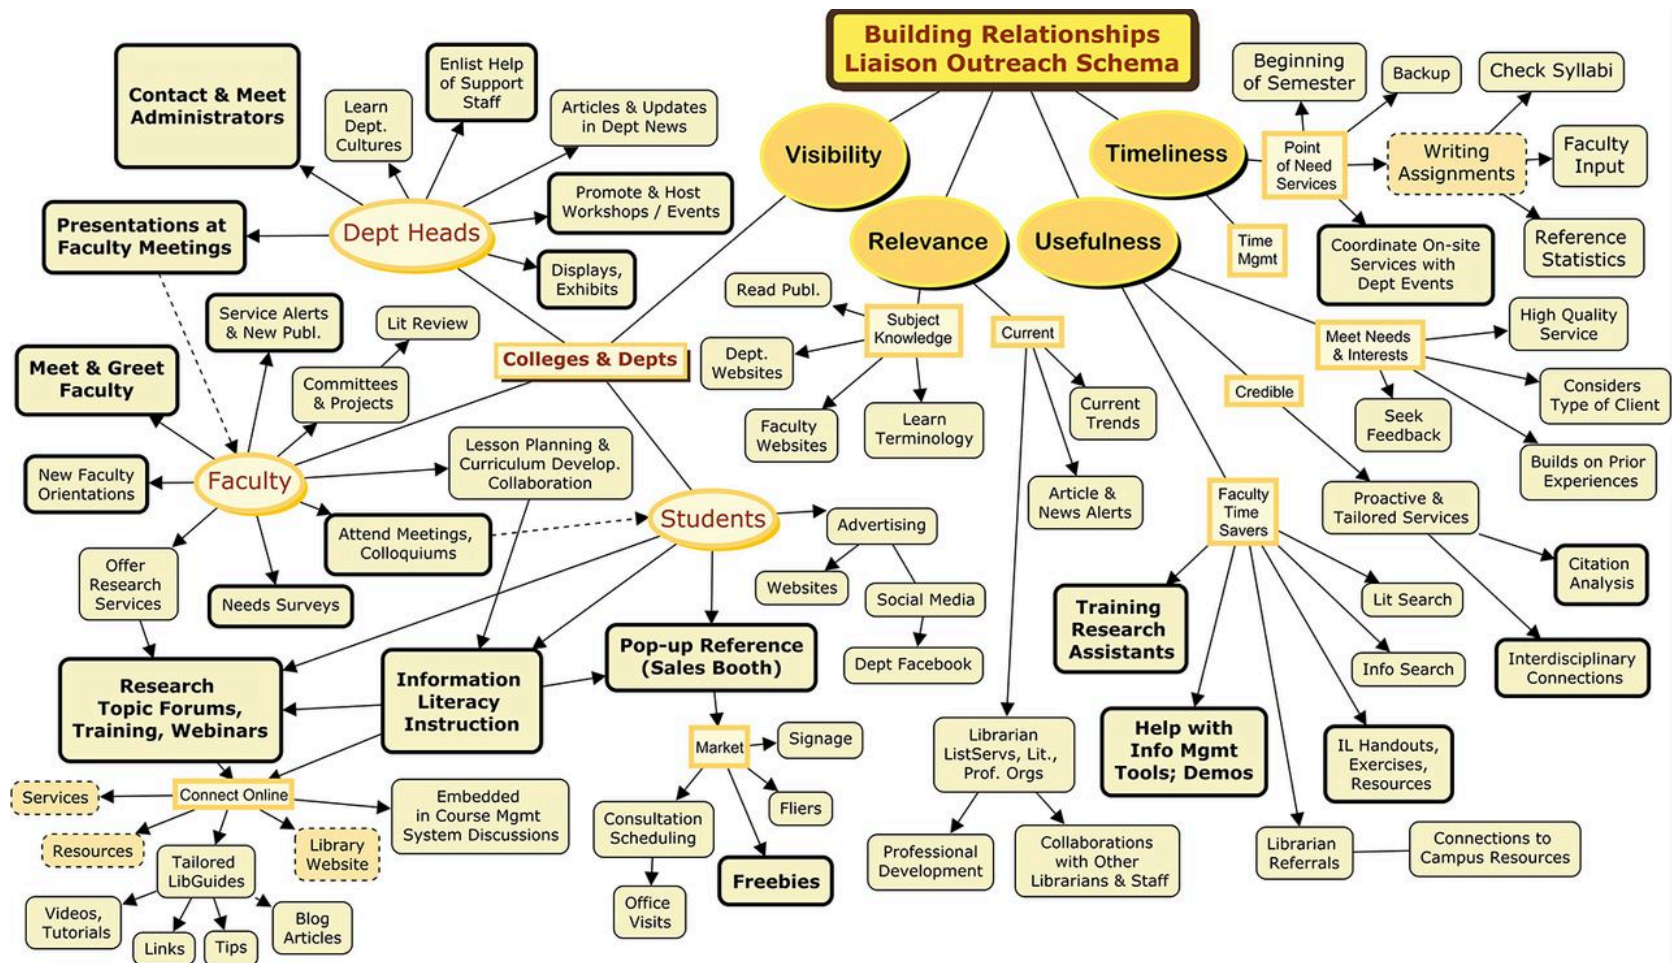 Building Relationships
Liaison Outreach Schema
Visibility
Relevance
Usefulness
Timeliness
Contact & Meet
Administrators
Learn
Dept.
Cultures
Enlist Help
of Support
Staff
Articles & Updates
in Dept News
Promote & Host
Workshops / Events
Displays,
Exhibits
Dept Heads
Presentations at
Faculty Meetings
Colleges & Depts
Service Alerts
& New Publ.
Lit Review
Committees
& Projects
Meet & Greet
Faculty
New Faculty
Orientations
Faculty
Lesson Planning &
Curriculum Develop.
Collaboration
Attend Meetings,
Colloquiums
Offer
Research
Services
Needs Surveys
Students
Advertising
Websites
Social Media
Dept Facebook
Pop-up Reference
(Sales Booth)
Information
Literacy
Instruction
Research
Topic Forums,
Training, Webinars
Connect Online
Services
Resources
Tailored
LibGuides
Library
Website
Embedded
in Course Mgmt
System Discussions
Videos,
Tutorials
Links
Tips
Blog
Articles
Market
Signage
Fliers
Consultation
Scheduling
Freebies
Office
Visits
Subject
Knowledge
Read Publ.
Dept.
Websites
Faculty
Websites
Learn
Terminology
Current
Current
Trends
Article &
News Alerts
Librarian
ListServs, Lit.,
Prof. Orgs
Professional
Development
Collaborations
with Other
Librarians & Staff
Point
of Need
Services
Beginning
of Semester
Backup
Check Syllabi
Writing
Assignments
Faculty
Input
Reference
Statistics
Coordinate On-site
Services with
Dept Events
Time
Mgmt
Meet Needs
& Interests
High Quality
Service
Considers
Type of Client
Seek
Feedback
Builds on Prior
Experiences
Credible
Proactive &
Tailored Services
Citation
Analysis
Interdisciplinary
Connections
Faculty
Time
Savers
Training
Research
Assistants
Lit Search
Info Search
Help with
Info Mgmt
Tools; Demos
IL Handouts,
Exercises,
Resources
Librarian
Referrals
Connections to
Campus Resources